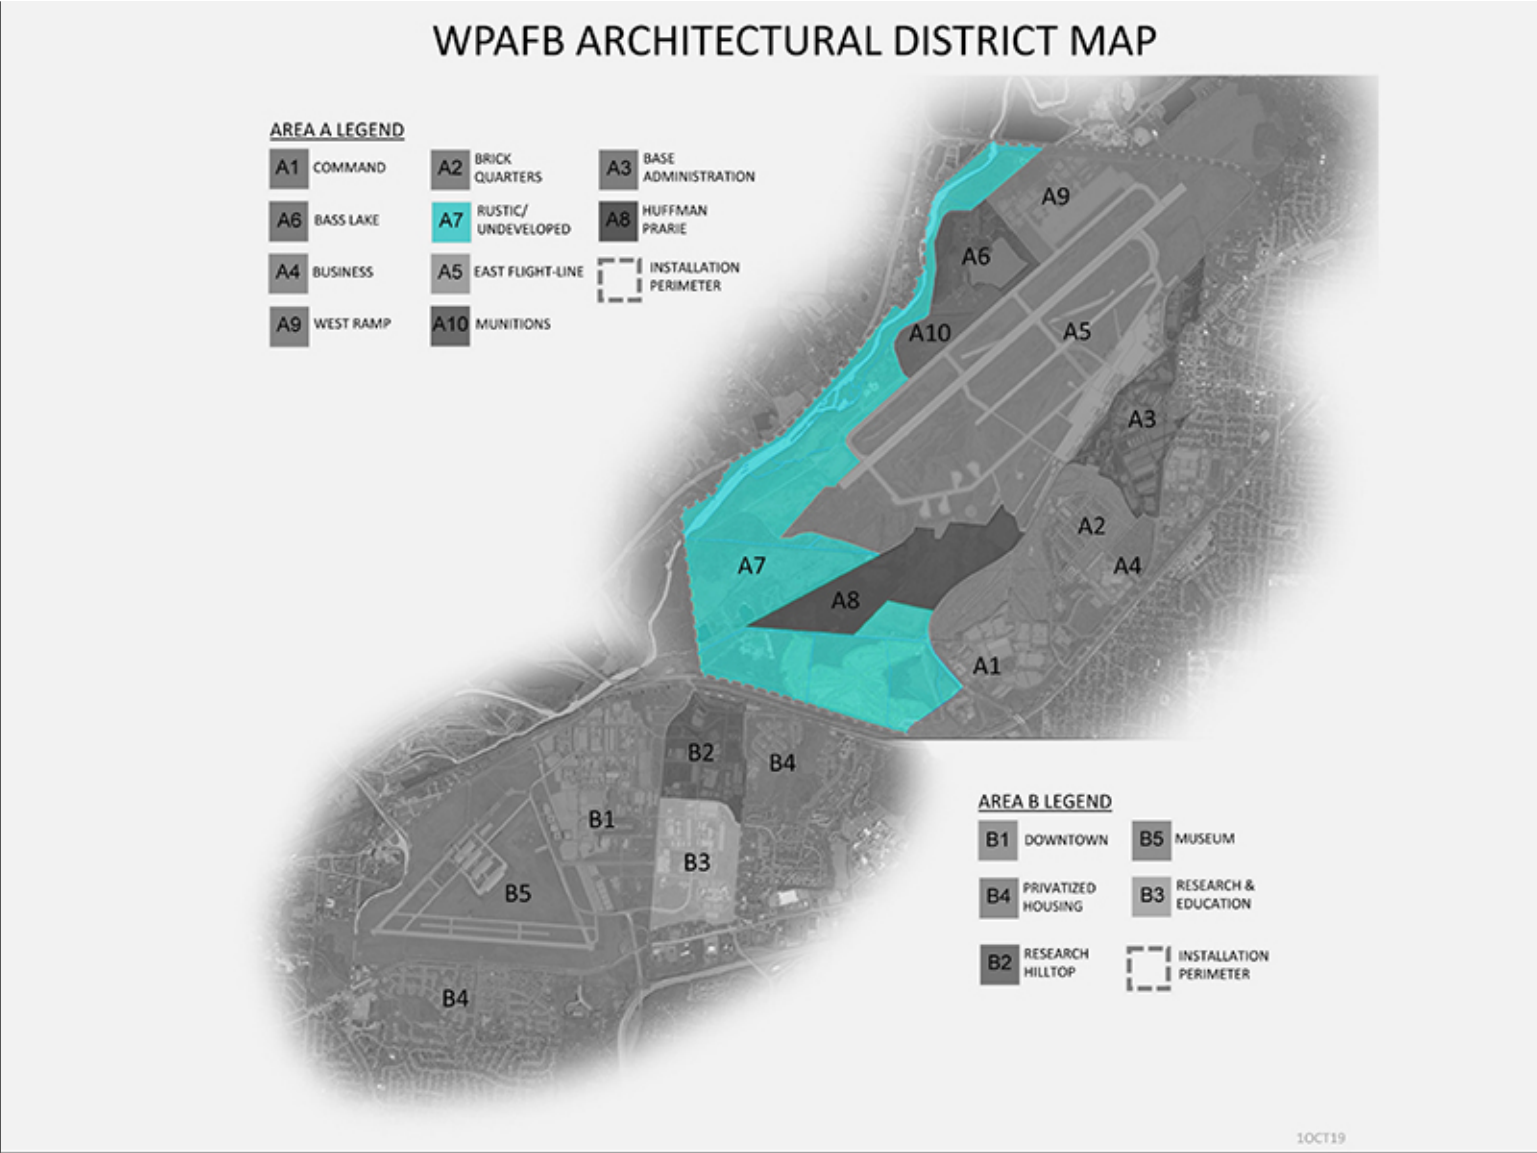 WPAFB ARCHITECTURAL DISTRICT MAP
AREA A LEGEND
A1 COMMAND
A2 BRICK
QUARTERS
A3 BASE
ADMINISTRATION
A6 BASS LAKE
A7 RUSTIC/
UNDEVELOPED
A8 HUFFMAN
PRARIE
A4 BUSINESS
A5 EAST FLIGHT-LINE
INSTALLATION
PERIMETER
A9 WEST RAMP
A10 MUNITIONS
A9
A6
A10
A5
A3
A2
A7
A4
A8
A1
B2
B4
B1
B3
B5
B4
AREA B LEGEND
B1 DOWNTOWN
B5 MUSEUM
B4 PRIVATIZED
HOUSING
B3 RESEARCH &
EDUCATION
B2 RESEARCH
HILLTOP
INSTALLATION
PERIMETER
1OCT19